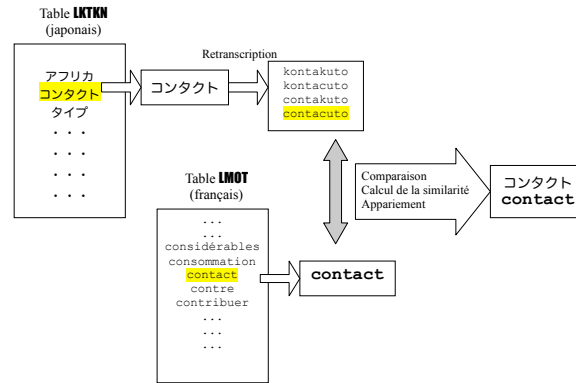 Table LKTKN
(japonais)
アフリカ
コンタクト
タイプ
. . .
. . .
. . .
. . .
コンタクト
Retranscription
kontakuto
kontacuto
contakuto
contacuto
Table LMOT
(français)
...
...
considérables
consommation
contact
contre
contribuer
...
...
...
contact
Comparaison
Calcul de la similarité
Appariement
コンタクト
contact